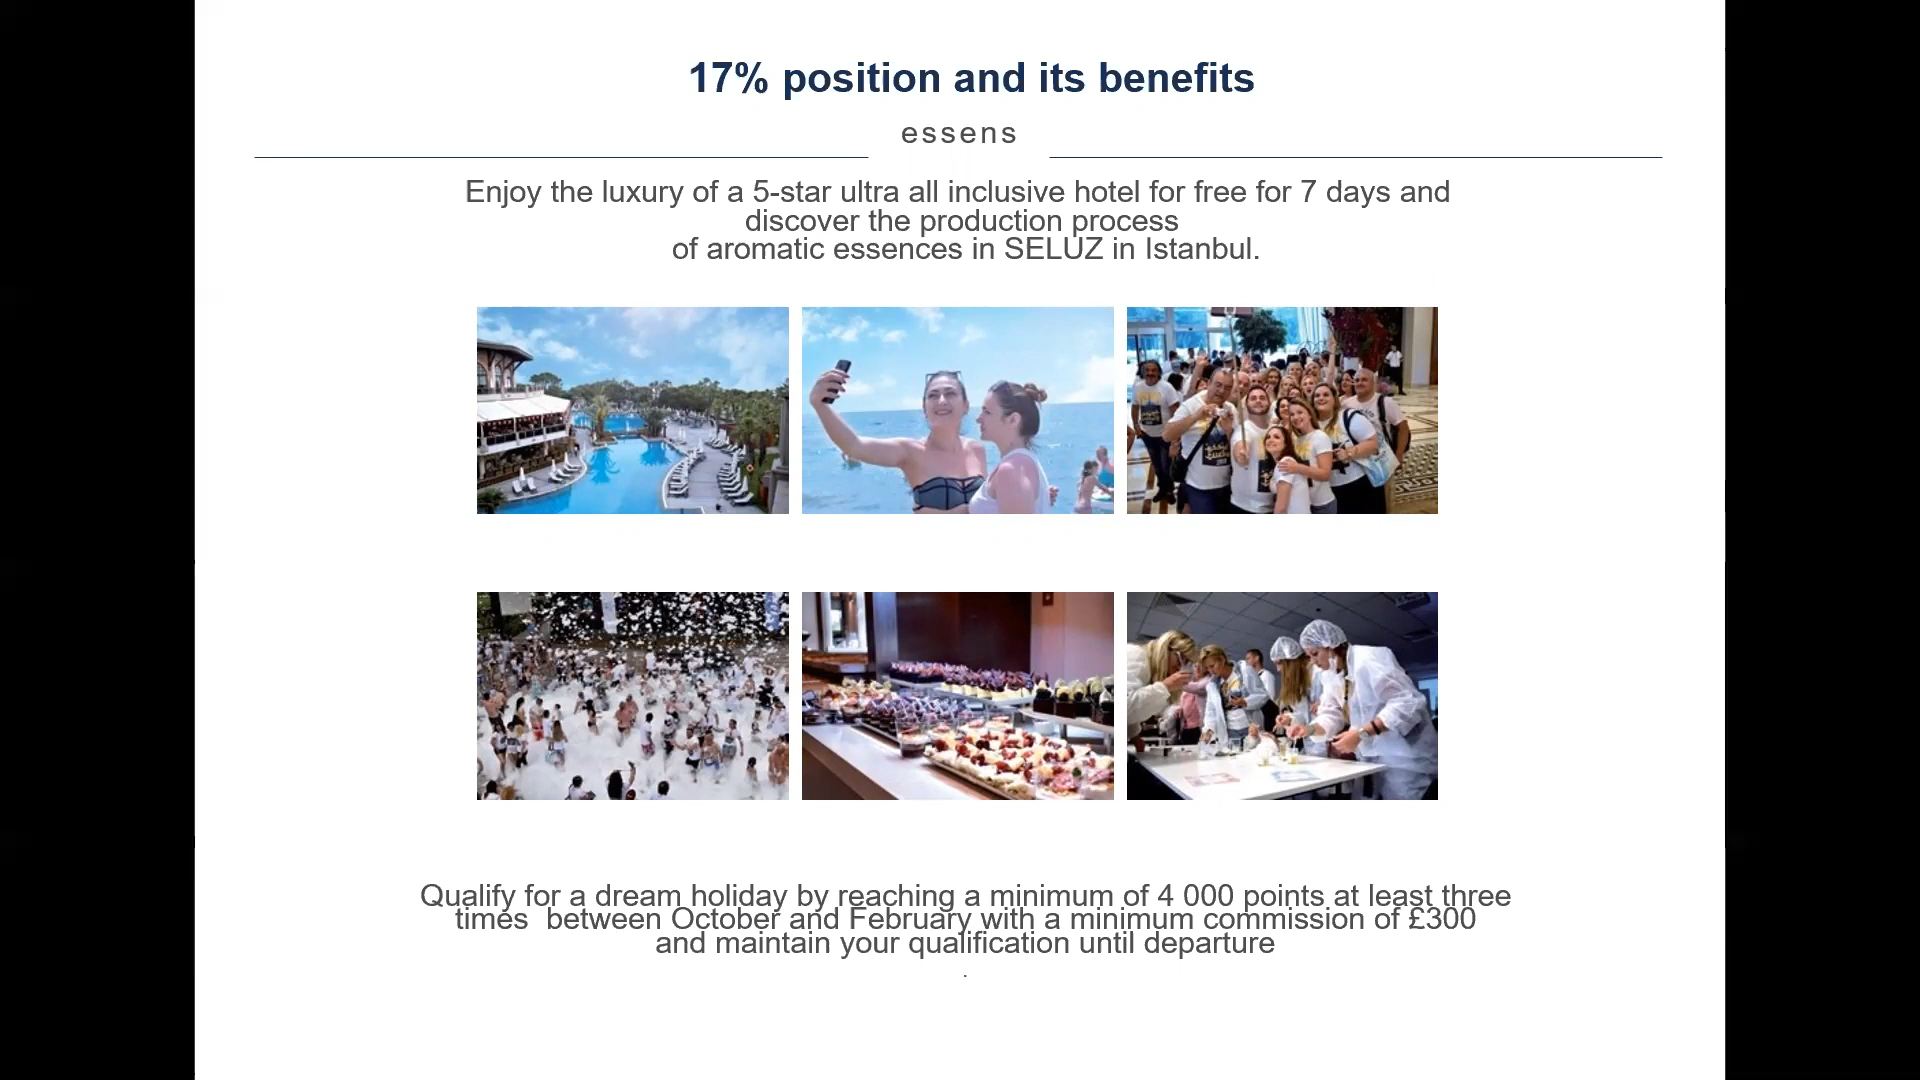 17% position and its benefits
essens
Enjoy the luxury of a 5-star ultra all inclusive hotel for free for 7 days and
discover the production process
of aromatic essences in SELUZ in Istanbul.
Qualify for a dream holiday by reaching a minimum of 4 000 points at least three
times  between October and February with a minimum commission of £300
and maintain your qualification until departure
.